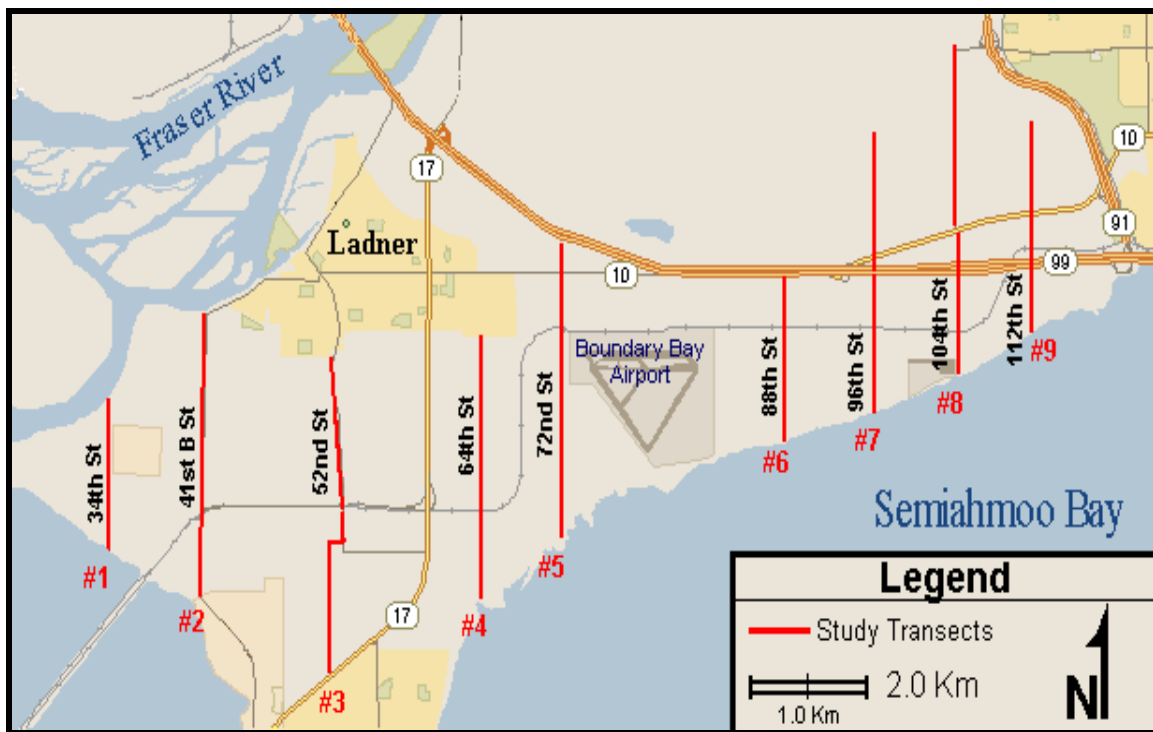 Fraser River
17
10
Ladner
91
10
99
Boundary Bay
Airport
34th St
41st B St
52nd St
64th St
72nd St
88th St
96th St
104th St
112th St
#1
#2
#3
#4
#5
#6
#7
#8
#9
17
Semiahmoo Bay
Legend
Study Transects
2.0 Km
1.0 Km
N